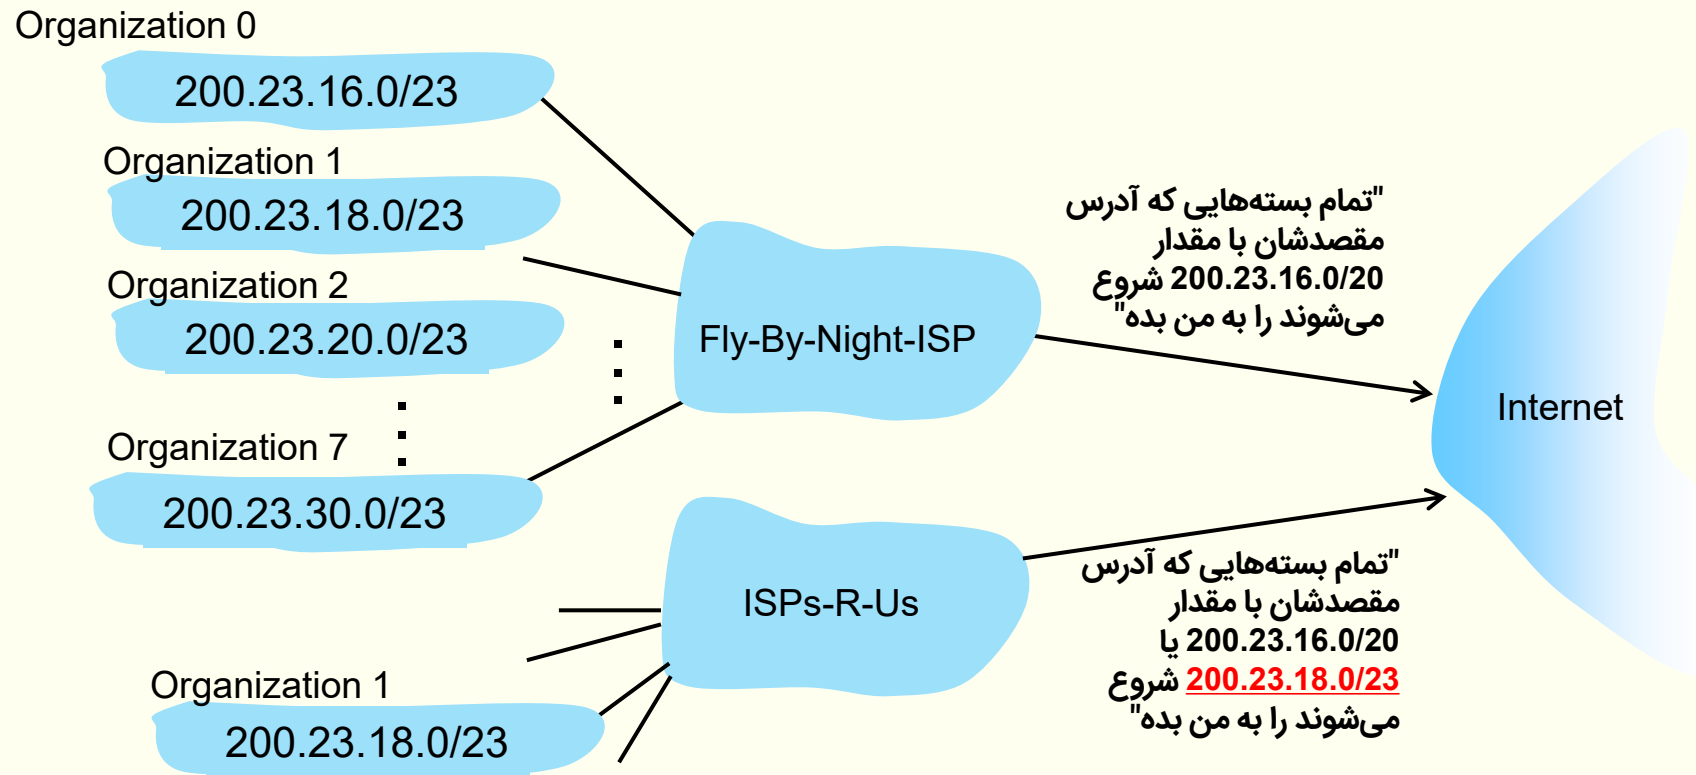 Organization 0
200.23.16.0/23
Organization 1
200.23.18.0/23
Organization 2
200.23.20.0/23
Organization 7
200.23.30.0/23
Fly-By-Night-ISP
"تمام بسته‌هایی که آدرس
مقصدشان با مقدار
200.23.16.0/20 شروع
می‌شوند را به من بده"
Internet
ISPs-R-Us
"تمام بسته‌هایی که آدرس
مقصدشان با مقدار
200.23.16.0/20 یا
200.23.18.0/23 شروع
می‌شوند را به من بده"
Organization 1
200.23.18.0/23